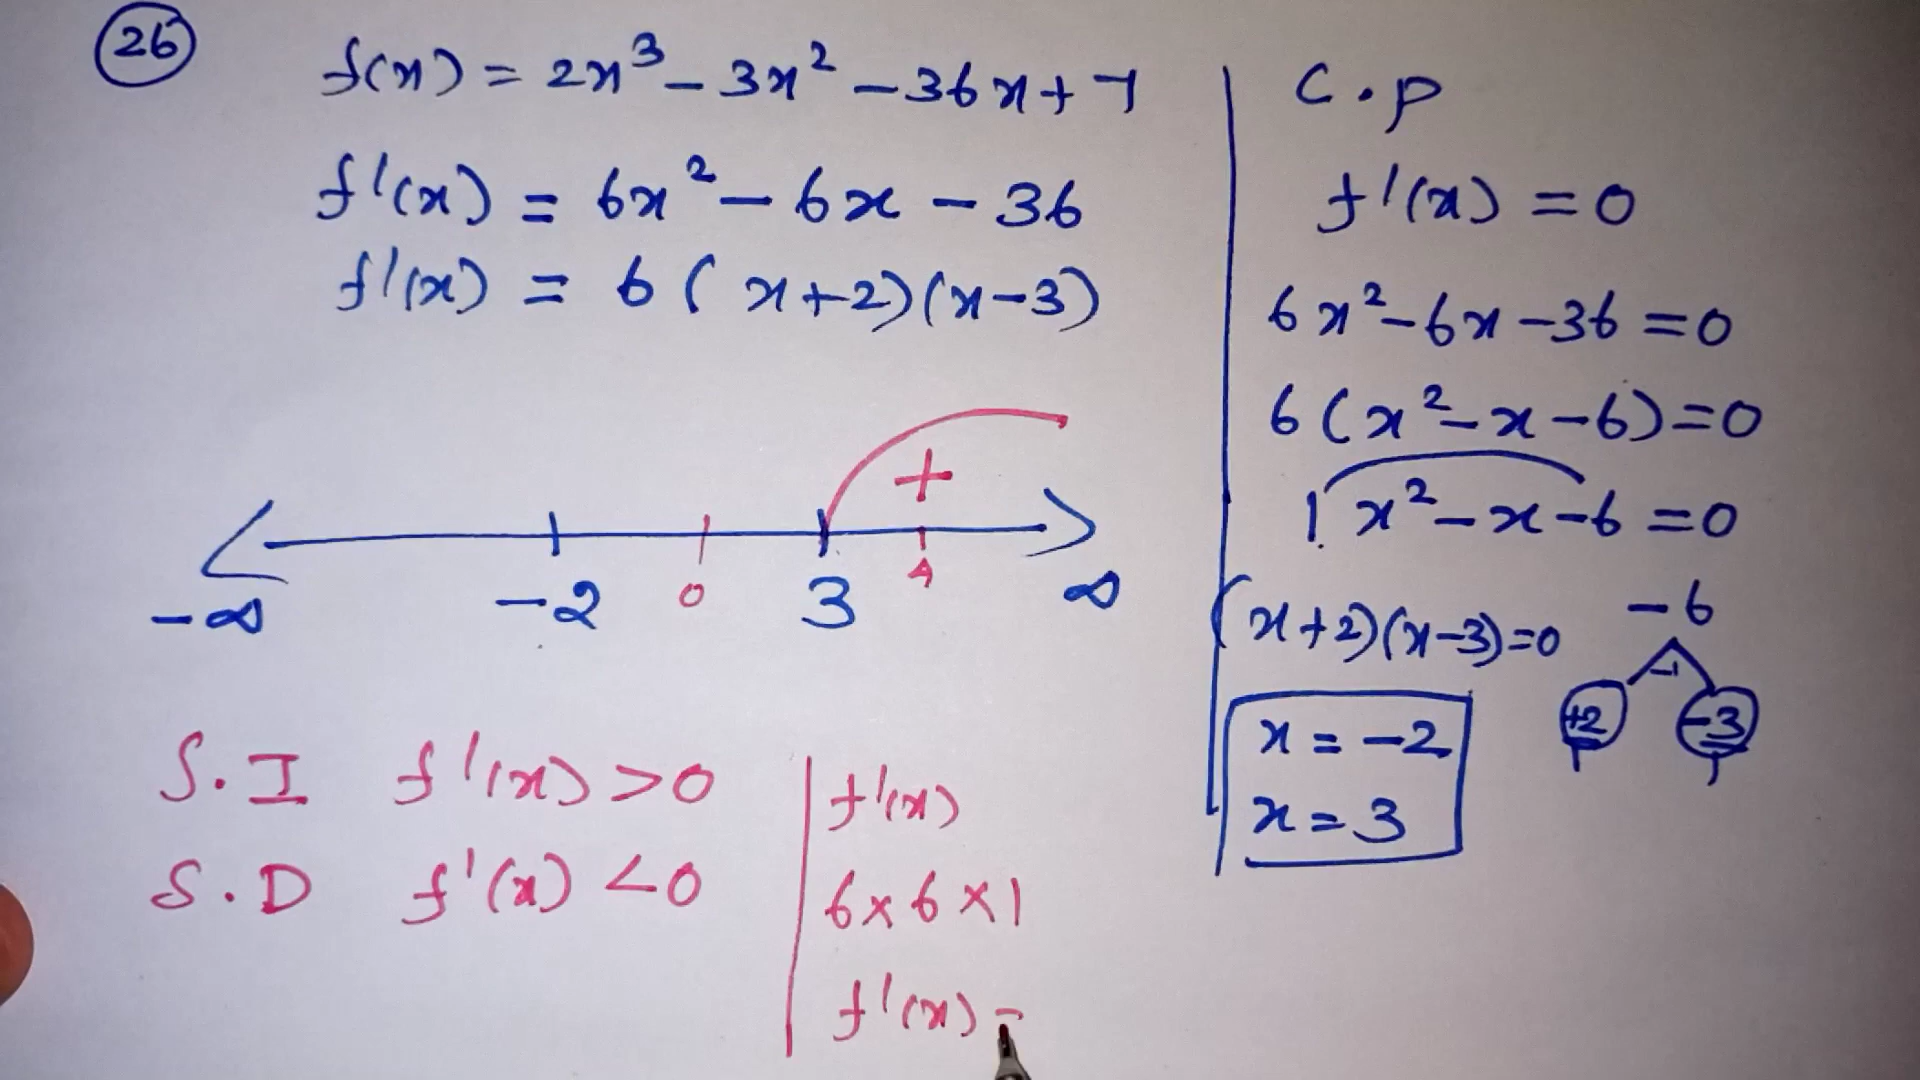 26
f(x) = 2x³ - 3x² - 36x + 7
f'(x) = 6x² - 6x - 36
f'(x) = 6(x+2)(x-3)
+
-∞ -2 0 3 4 ∞
S.I f'(x) > 0
S.D f'(x) < 0
f'(x)
6×6×1
f'(x) =
C.P
f'(x) = 0
6x² - 6x - 36 = 0
6(x² - x - 6) = 0
1 x² - x - 6 = 0
(x+2)(x-3) = 0
-6
-1
+2 -3
x = -2
x = 3